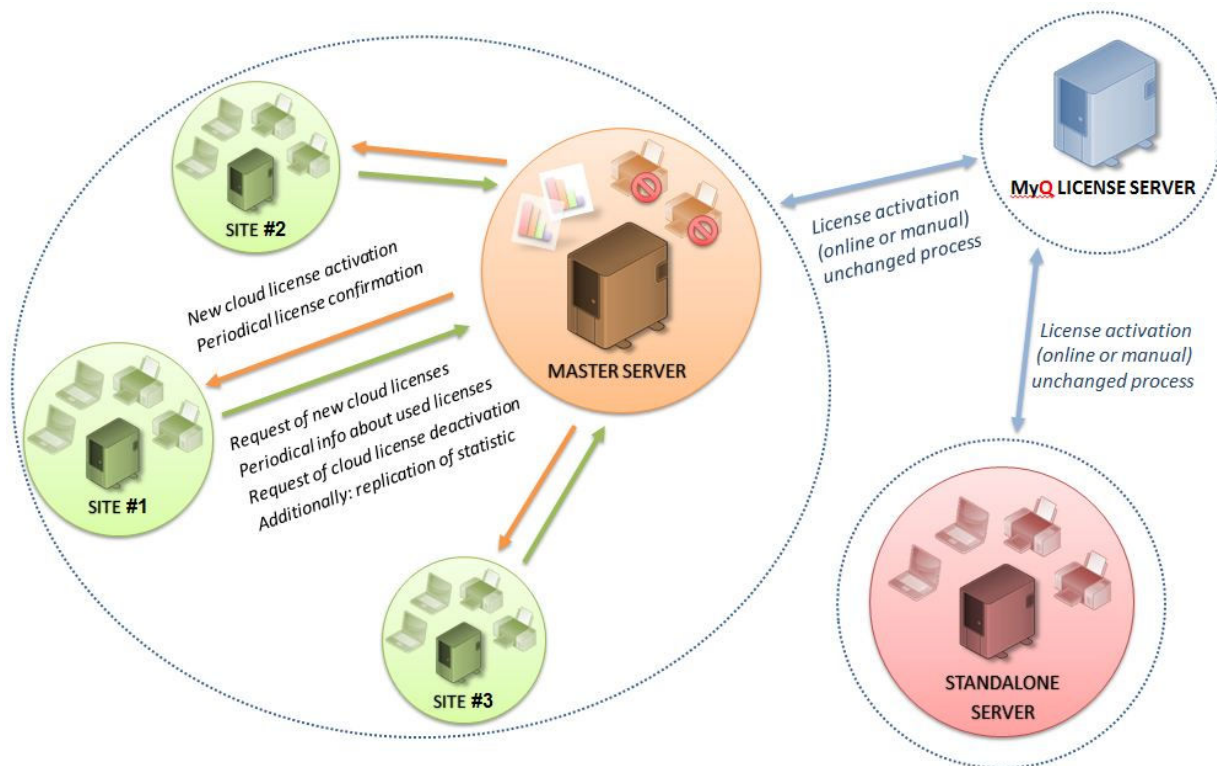 SITE #2
MyQ LICENSE SERVER
License activation
(online or manual)
unchanged process
New cloud license activation
Periodical license confirmation
MASTER SERVER
License activation
(online or manual)
unchanged process
Request of new cloud licenses
Periodical info about used licenses
Request of cloud license deactivation
Additionally: replication of statistic
SITE #1
SITE #3
STANDALONE
SERVER